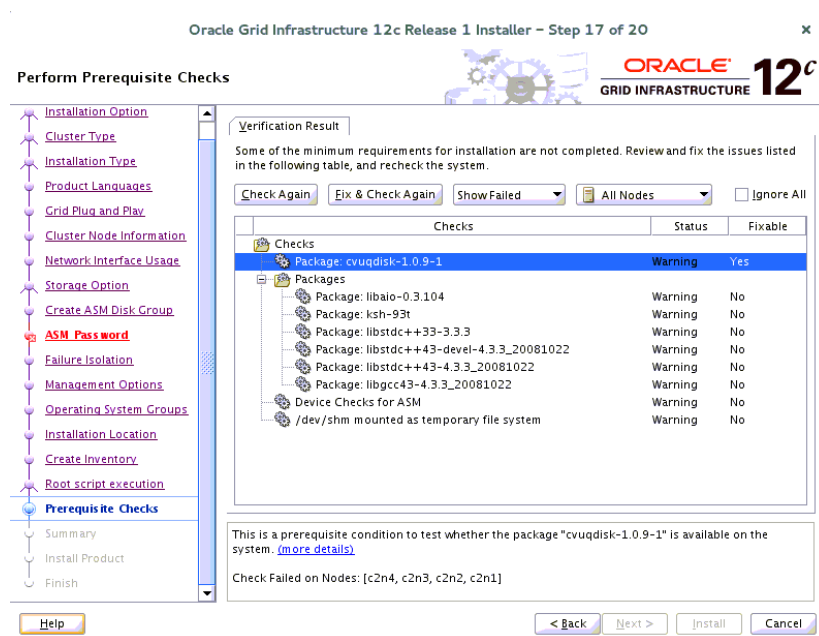 Oracle Grid Infrastructure 12c Release 1 Installer – Step 17 of 20
Perform Prerequisite Checks
ORACLE
GRID INFRASTRUCTURE
12c
Installation Option
Cluster Type
Installation Type
Product Languages
Grid Plug and Play
Cluster Node Information
Network Interface Usage
Storage Option
Create ASM Disk Group
ASM Password
Failure Isolation
Management Options
Operating System Groups
Installation Location
Create Inventory
Root script execution
Prerequisite Checks
Summary
Install Product
Finish
Verification Result
Some of the minimum requirements for installation are not completed. Review and fix the issues listed
in the following table, and recheck the system.
Check Again Fix & Check Again Show Failed All Nodes Ignore All
Checks Status Fixable
Checks
Package: cvuqdisk-1.0.9-1 Warning Yes
Packages
Package: libaio-0.3.104 Warning No
Package: ksh-93t Warning No
Package: libstdc++33-3.3.3 Warning No
Package: libstdc++43-devel-4.3.3_20081022 Warning No
Package: libstdc++43-4.3.3_20081022 Warning No
Package: libgcc43-4.3.3_20081022 Warning No
Device Checks for ASM Warning No
/dev/shm mounted as temporary file system Warning No
This is a prerequisite condition to test whether the package "cvuqdisk-1.0.9-1" is available on the
system. (more details)
Check Failed on Nodes: [c2n4, c2n3, c2n2, c2n1]
Help < Back Next > Install Cancel